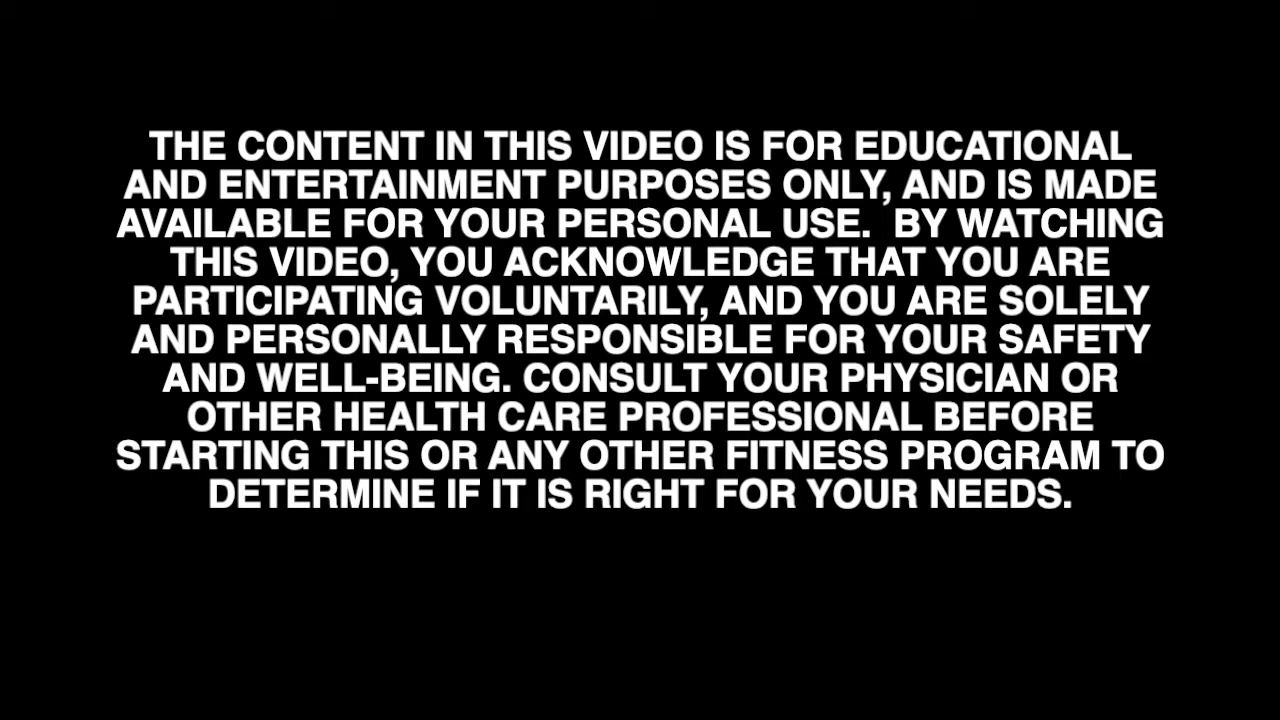 THE CONTENT IN THIS VIDEO IS FOR EDUCATIONAL
AND ENTERTAINMENT PURPOSES ONLY, AND IS MADE
AVAILABLE FOR YOUR PERSONAL USE.  BY WATCHING
THIS VIDEO, YOU ACKNOWLEDGE THAT YOU ARE
PARTICIPATING VOLUNTARILY, AND YOU ARE SOLELY
AND PERSONALLY RESPONSIBLE FOR YOUR SAFETY
AND WELL-BEING. CONSULT YOUR PHYSICIAN OR
OTHER HEALTH CARE PROFESSIONAL BEFORE
STARTING THIS OR ANY OTHER FITNESS PROGRAM TO
DETERMINE IF IT IS RIGHT FOR YOUR NEEDS.